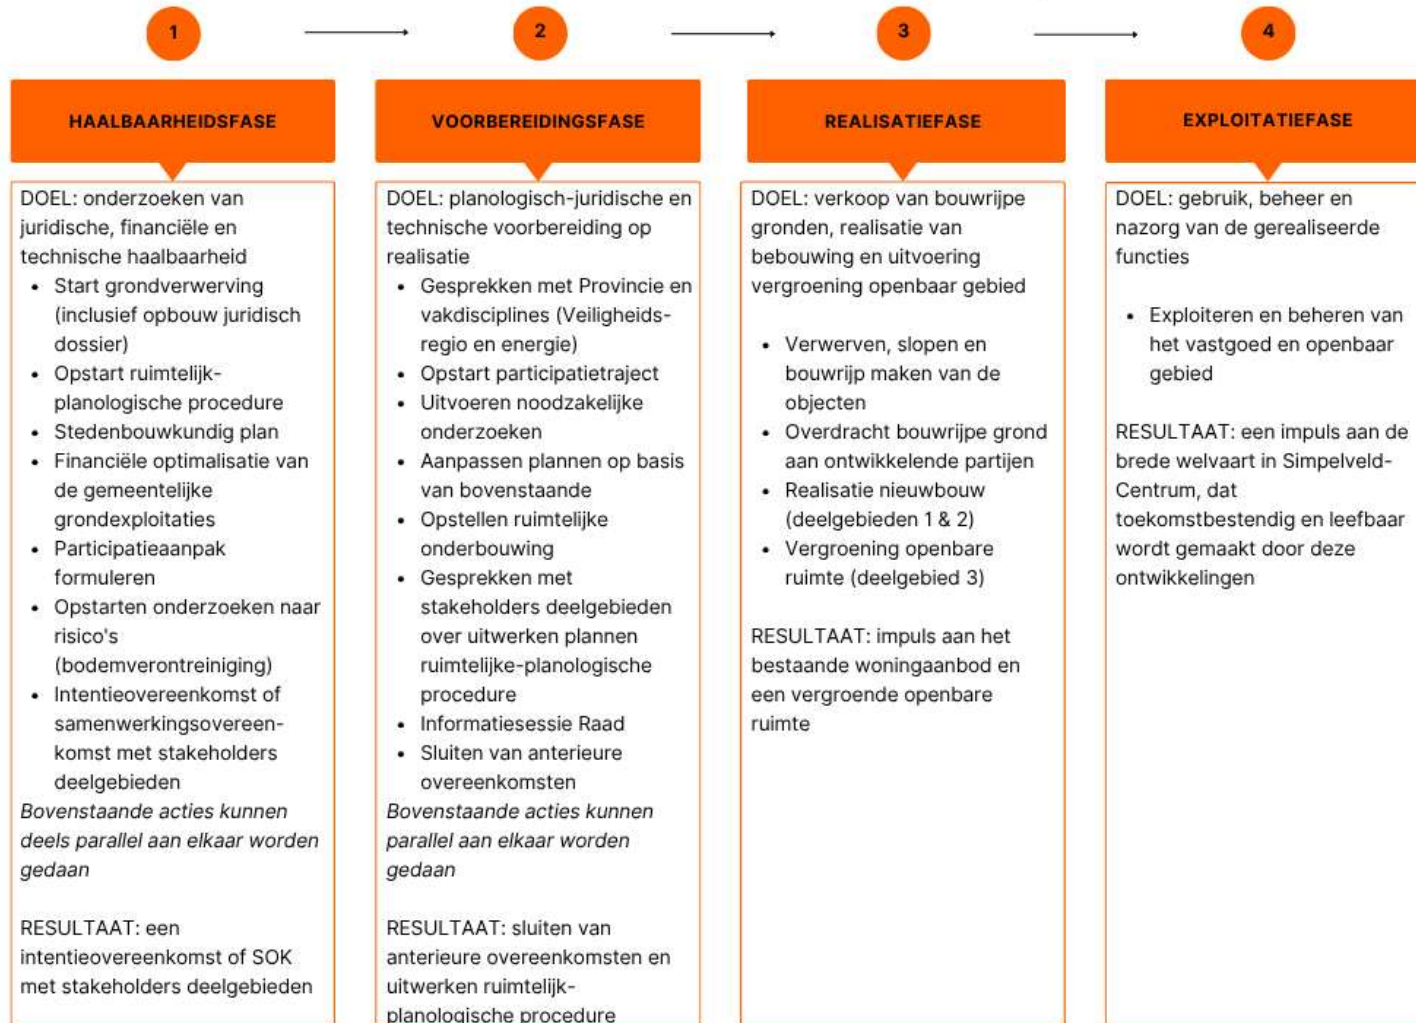 1
2
3
4
HAALBAARHEIDSFASE
DOEL: onderzoeken van
juridische, financiële en
technische haalbaarheid
• Start grondverwerving
(inclusief opbouw juridisch
dossier)
• Opstart ruimtelijk-
planologische procedure
• Stedenbouwkundig plan
• Financiële optimalisatie van
de gemeentelijke
grondexploitaties
• Participatieaanpak
formuleren
• Opstarten onderzoeken naar
risico's
(bodemverontreiniging)
• Intentieovereenkomst of
samenwerkingsovereen-
komst met stakeholders
deelgebieden
Bovenstaande acties kunnen
deels parallel aan elkaar worden
gedaan
RESULTAAT: een
intentieovereenkomst of SOK
met stakeholders deelgebieden
VOORBEREIDINGSFASE
DOEL: planologisch-juridische en
technische voorbereiding op
realisatie
• Gesprekken met Provincie en
vakdisciplines (Veiligheids-
regio en energie)
• Opstart participatietraject
• Uitvoeren noodzakelijke
onderzoeken
• Aanpassen plannen op basis
van bovenstaande
• Opstellen ruimtelijke
onderbouwing
• Gesprekken met
stakeholders deelgebieden
over uitwerken plannen
ruimtelijke-planologische
procedure
• Informatiesessie Raad
• Sluiten van anterieure
overeenkomsten
Bovenstaande acties kunnen
parallel aan elkaar worden
gedaan
RESULTAAT: sluiten van
anterieure overeenkomsten en
uitwerken ruimtelijk-
planologische procedure
REALISATIEFASE
DOEL: verkoop van bouwrijpe
gronden, realisatie van
bebouwing en uitvoering
vergroening openbaar gebied
• Verwerven, slopen en
bouwrijp maken van de
objecten
• Overdracht bouwrijpe grond
aan ontwikkelende partijen
• Realisatie nieuwbouw
(deelgebieden 1 & 2)
• Vergroening openbare
ruimte (deelgebied 3)
RESULTAAT: impuls aan het
bestaande woningaanbod en
een vergroende openbare
ruimte
EXPLOITATIEFASE
DOEL: gebruik, beheer en
nazorg van de gerealiseerde
functies
• Exploiteren en beheren van
het vastgoed en openbaar
gebied
RESULTAAT: een impuls aan de
brede welvaart in Simpelveld-
Centrum, dat
toekomstbestendig en leefbaar
wordt gemaakt door deze
ontwikkelingen